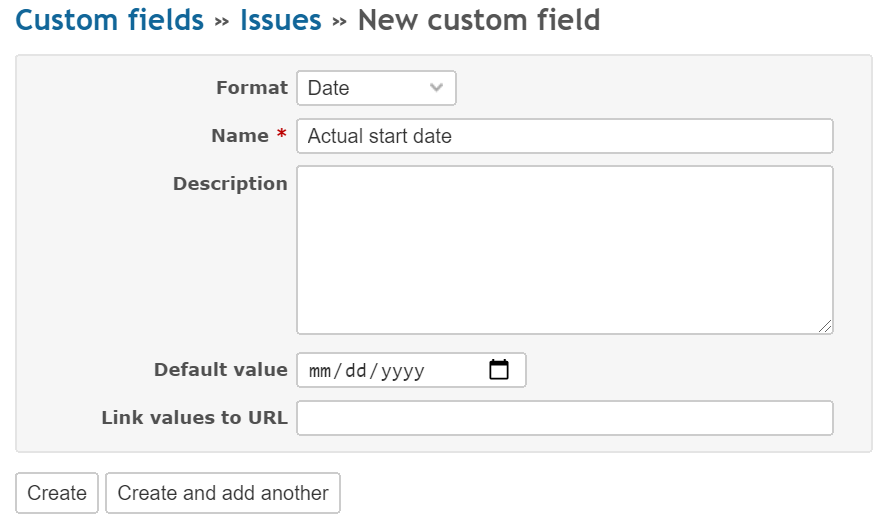 Custom fields » Issues » New custom field
Format Date
Name * Actual start date
Description
Default value mm/dd/yyyy
Link values to URL
Create Create and add another